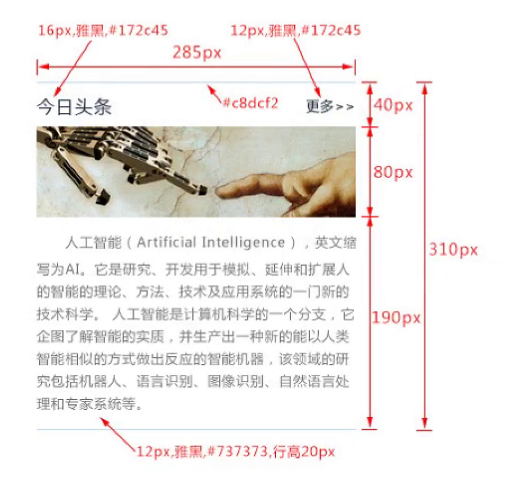 16px,雅黑,#172c45
12px,雅黑,#172c45
285px
#c8dcf2
今日头条
更多>>
40px
80px
人工智能（Artificial Intelligence），英文缩
写为AI。它是研究、开发用于模拟、延伸和扩展人
的智能的理论、方法、技术及应用系统的一门新的
技术科学。 人工智能是计算机科学的一个分支，它
企图了解智能的实质，并生产出一种新的能以人类
智能相似的方式做出反应的智能机器，该领域的研
究包括机器人、语言识别、图像识别、自然语言处
理和专家系统等。
310px
190px
12px,雅黑,#737373,行高20px